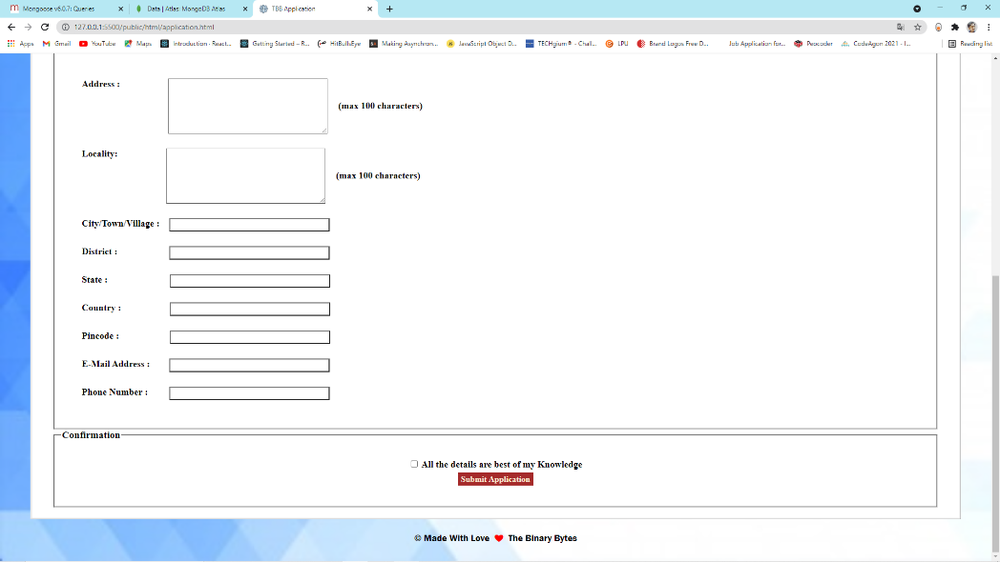 Mongoose v6.0.7: Queries
Data | Atlas: MongoDB Atlas
TBB Application
127.0.0.1:5500/public/html/application.html
Apps
Gmail
YouTube
Maps
Introduction - React...
Getting Started – R...
HitBullsEye
Making Asynchron...
JavaScript Object D...
TECHgium® - Chall...
LPU
Brand Logos Free D...
Job Application for...
Peocoder
CodeAgon 2021 - I...
Reading list
Address :
(max 100 characters)
Locality:
(max 100 characters)
City/Town/Village :
District :
State :
Country :
Pincode :
E-Mail Address :
Phone Number :
Confirmation
All the details are best of my Knowledge
Submit Application
© Made With Love ❤ The Binary Bytes